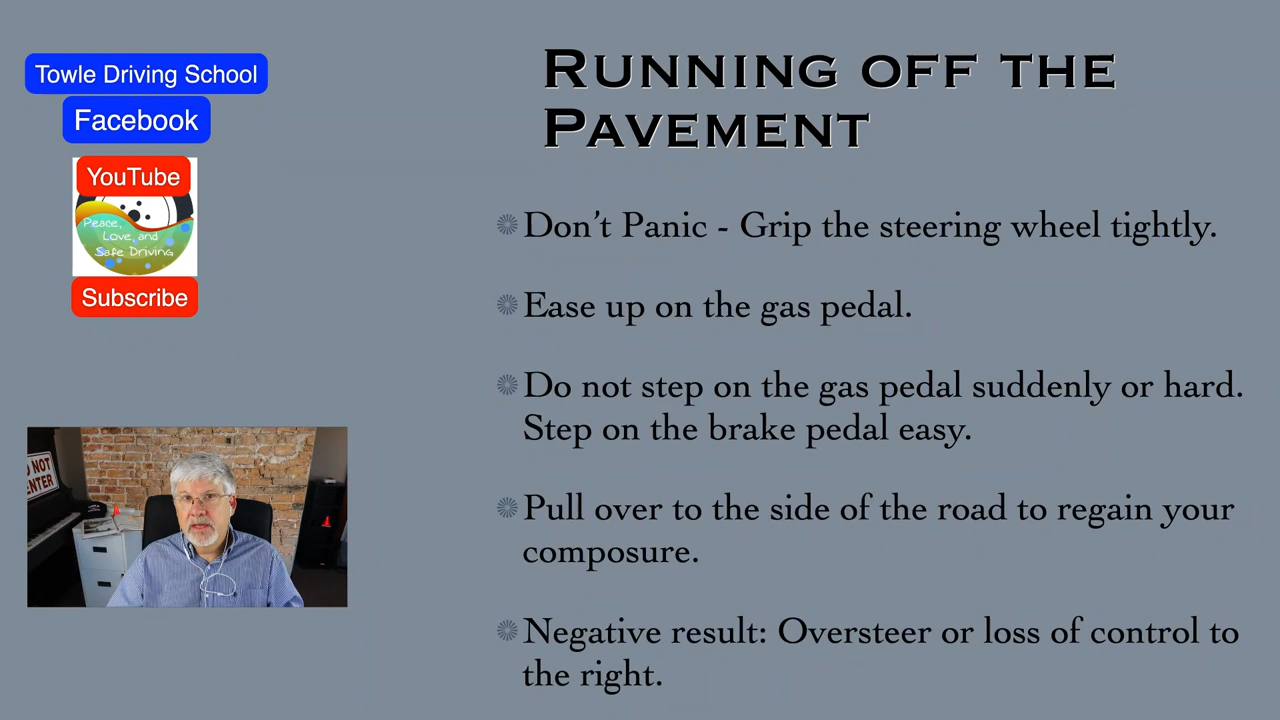 Towle Driving School
Facebook
YouTube
Peace,
Love, and
Safe Driving
Subscribe
RUNNING OFF THE
PAVEMENT
Don't Panic - Grip the steering wheel tightly.
Ease up on the gas pedal.
Do not step on the gas pedal suddenly or hard.
Step on the brake pedal easy.
Pull over to the side of the road to regain your
composure.
Negative result: Oversteer or loss of control to
the right.
DO NOT
ENTER